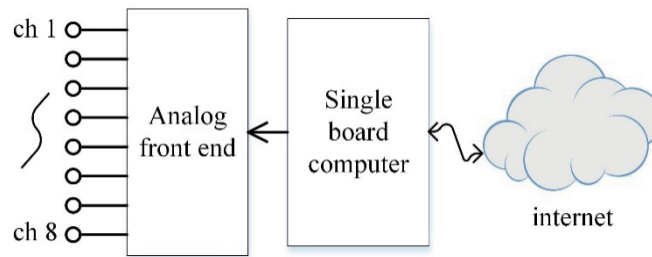 ch 1
Analog
front end
ch 8
Single
board
computer
internet